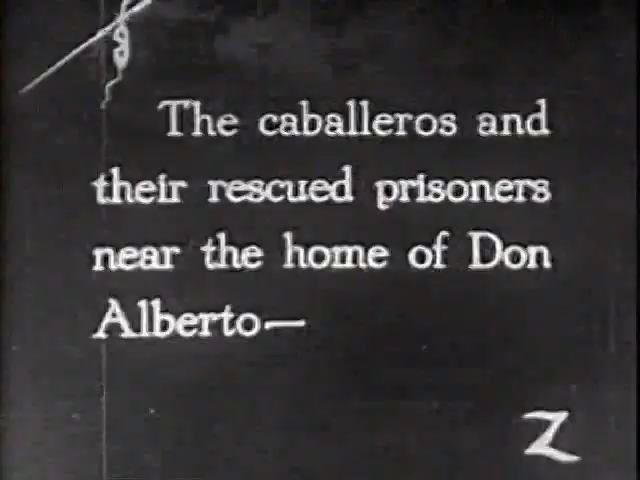 The caballeros and
their rescued prisoners
near the home of Don
Alberto—
Z